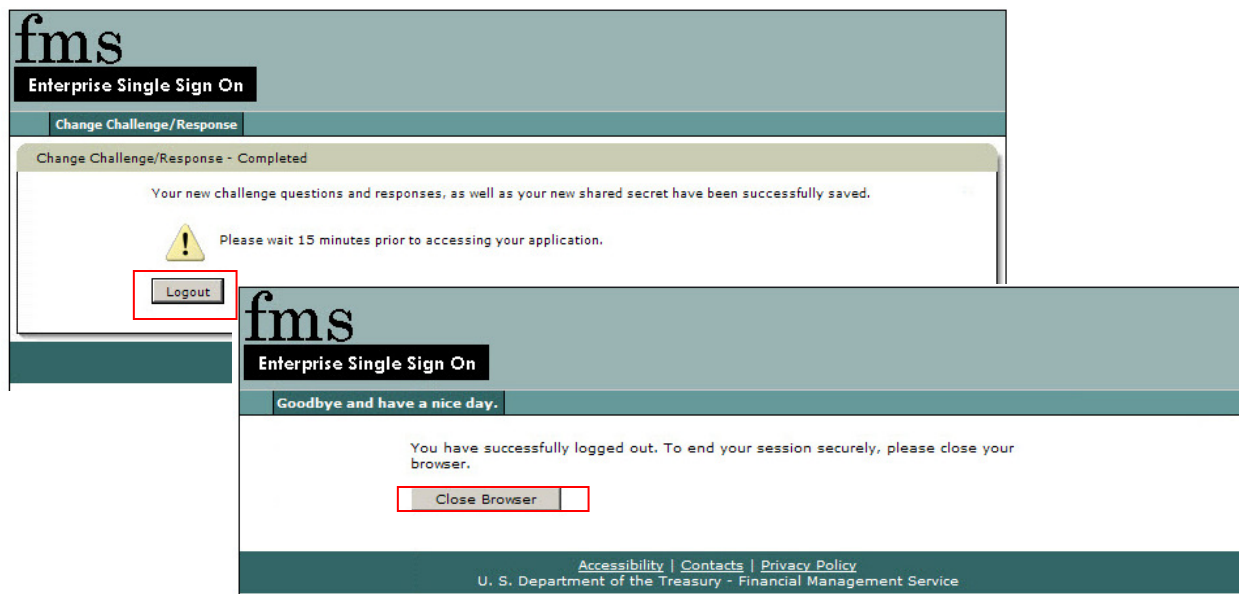 fms
Enterprise Single Sign On
Change Challenge/Response
Change Challenge/Response - Completed
Your new challenge questions and responses, as well as your new shared secret have been successfully saved.
Please wait 15 minutes prior to accessing your application.
Logout
fms
Enterprise Single Sign On
Goodbye and have a nice day.
You have successfully logged out. To end your session securely, please close your
browser.
Close Browser
Accessibility | Contacts | Privacy Policy
U. S. Department of the Treasury - Financial Management Service